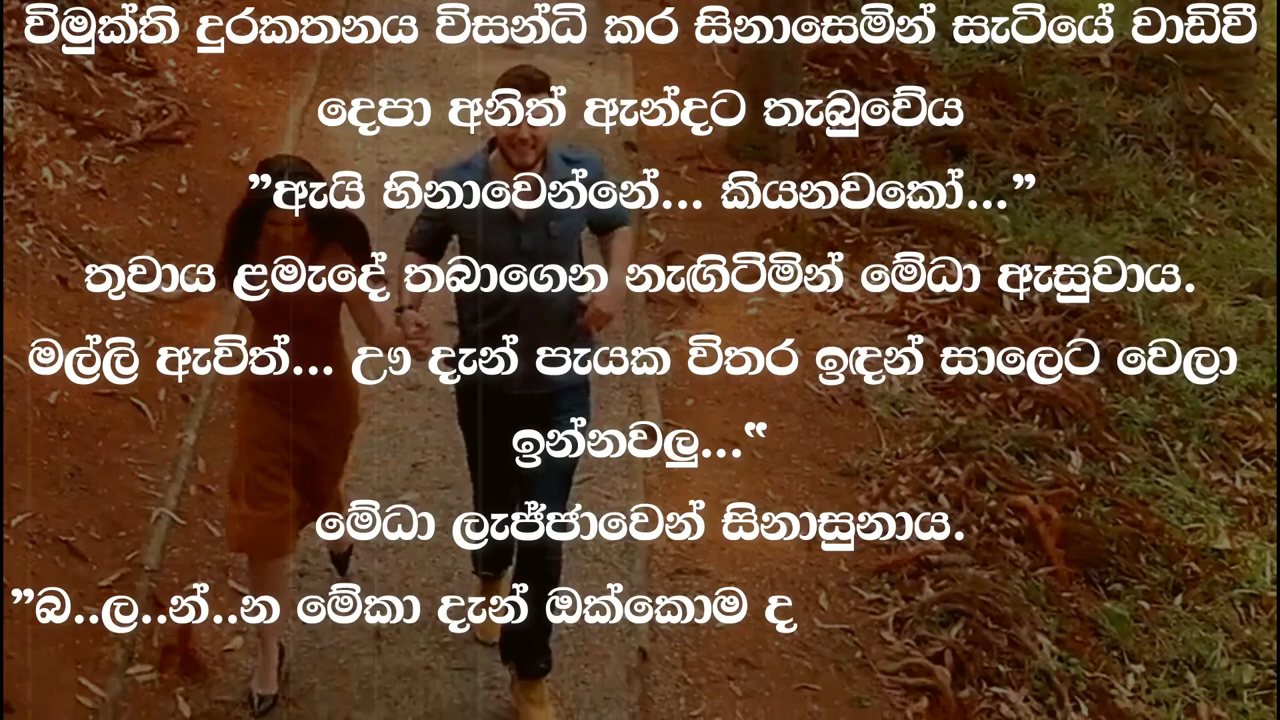 විමුක්ති දුරකතනය විසන්ධි කර සිනාසෙමින් සැටියේ වාඩිවී
දෙපා අනිත් ඇන්දට තැබුවේය
”ඇයි හිනාවෙන්නේ... කියනවකෝ...”
තුවාය ළමැදේ තබාගෙන නැඟිටිමින් මේධා ඇසුවාය.
මල්ලි ඇවිත්... ඌ දැන් පැයක විතර ඉඳන් සාලෙට වෙලා
ඉන්නවලු...“
මේධා ලැජ්ජාවෙන් සිනාසුනාය.
”බ..ල..න්..න මේකා දැන් ඔක්කොම ද